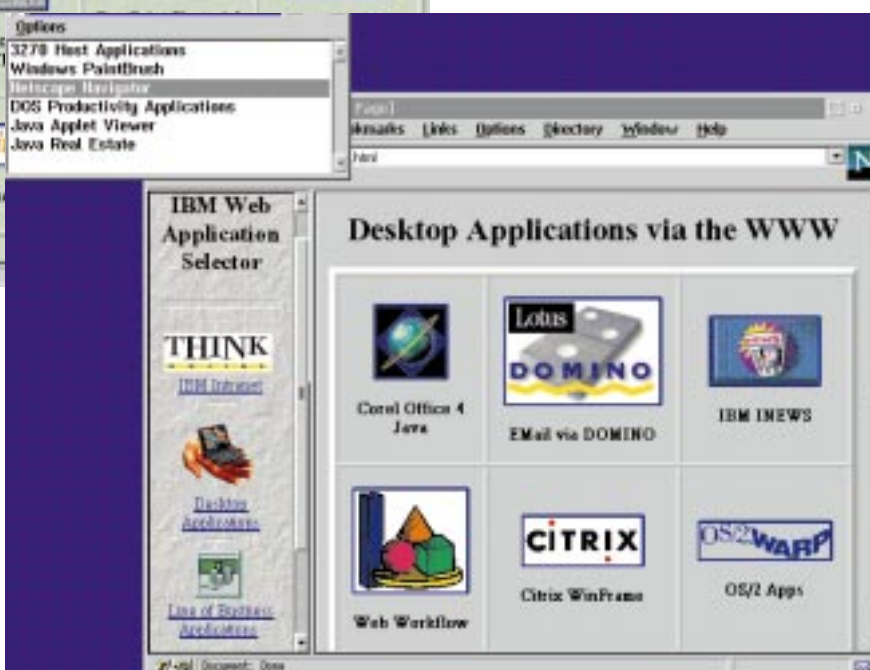 Options
3270 Host Applications
Windows PaintBrush
Netscape Navigator
DOS Productivity Applications
Java Applet Viewer
Java Real Estate
Page]
Links Options Directory Window Help
html
N
IBM Web
Application
Selector
THINK
IBM Intranet
Desktop
Applications
Line of Business
Applications
Desktop Applications via the WWW
Corel Office 4
Java
Lotus
DOMINO
EMail via DOMINO
IBM INEWS
Web Workflow
CITRIX
Citrix WinFrame
OS/2 WARP
OS/2 Apps
Document: Done